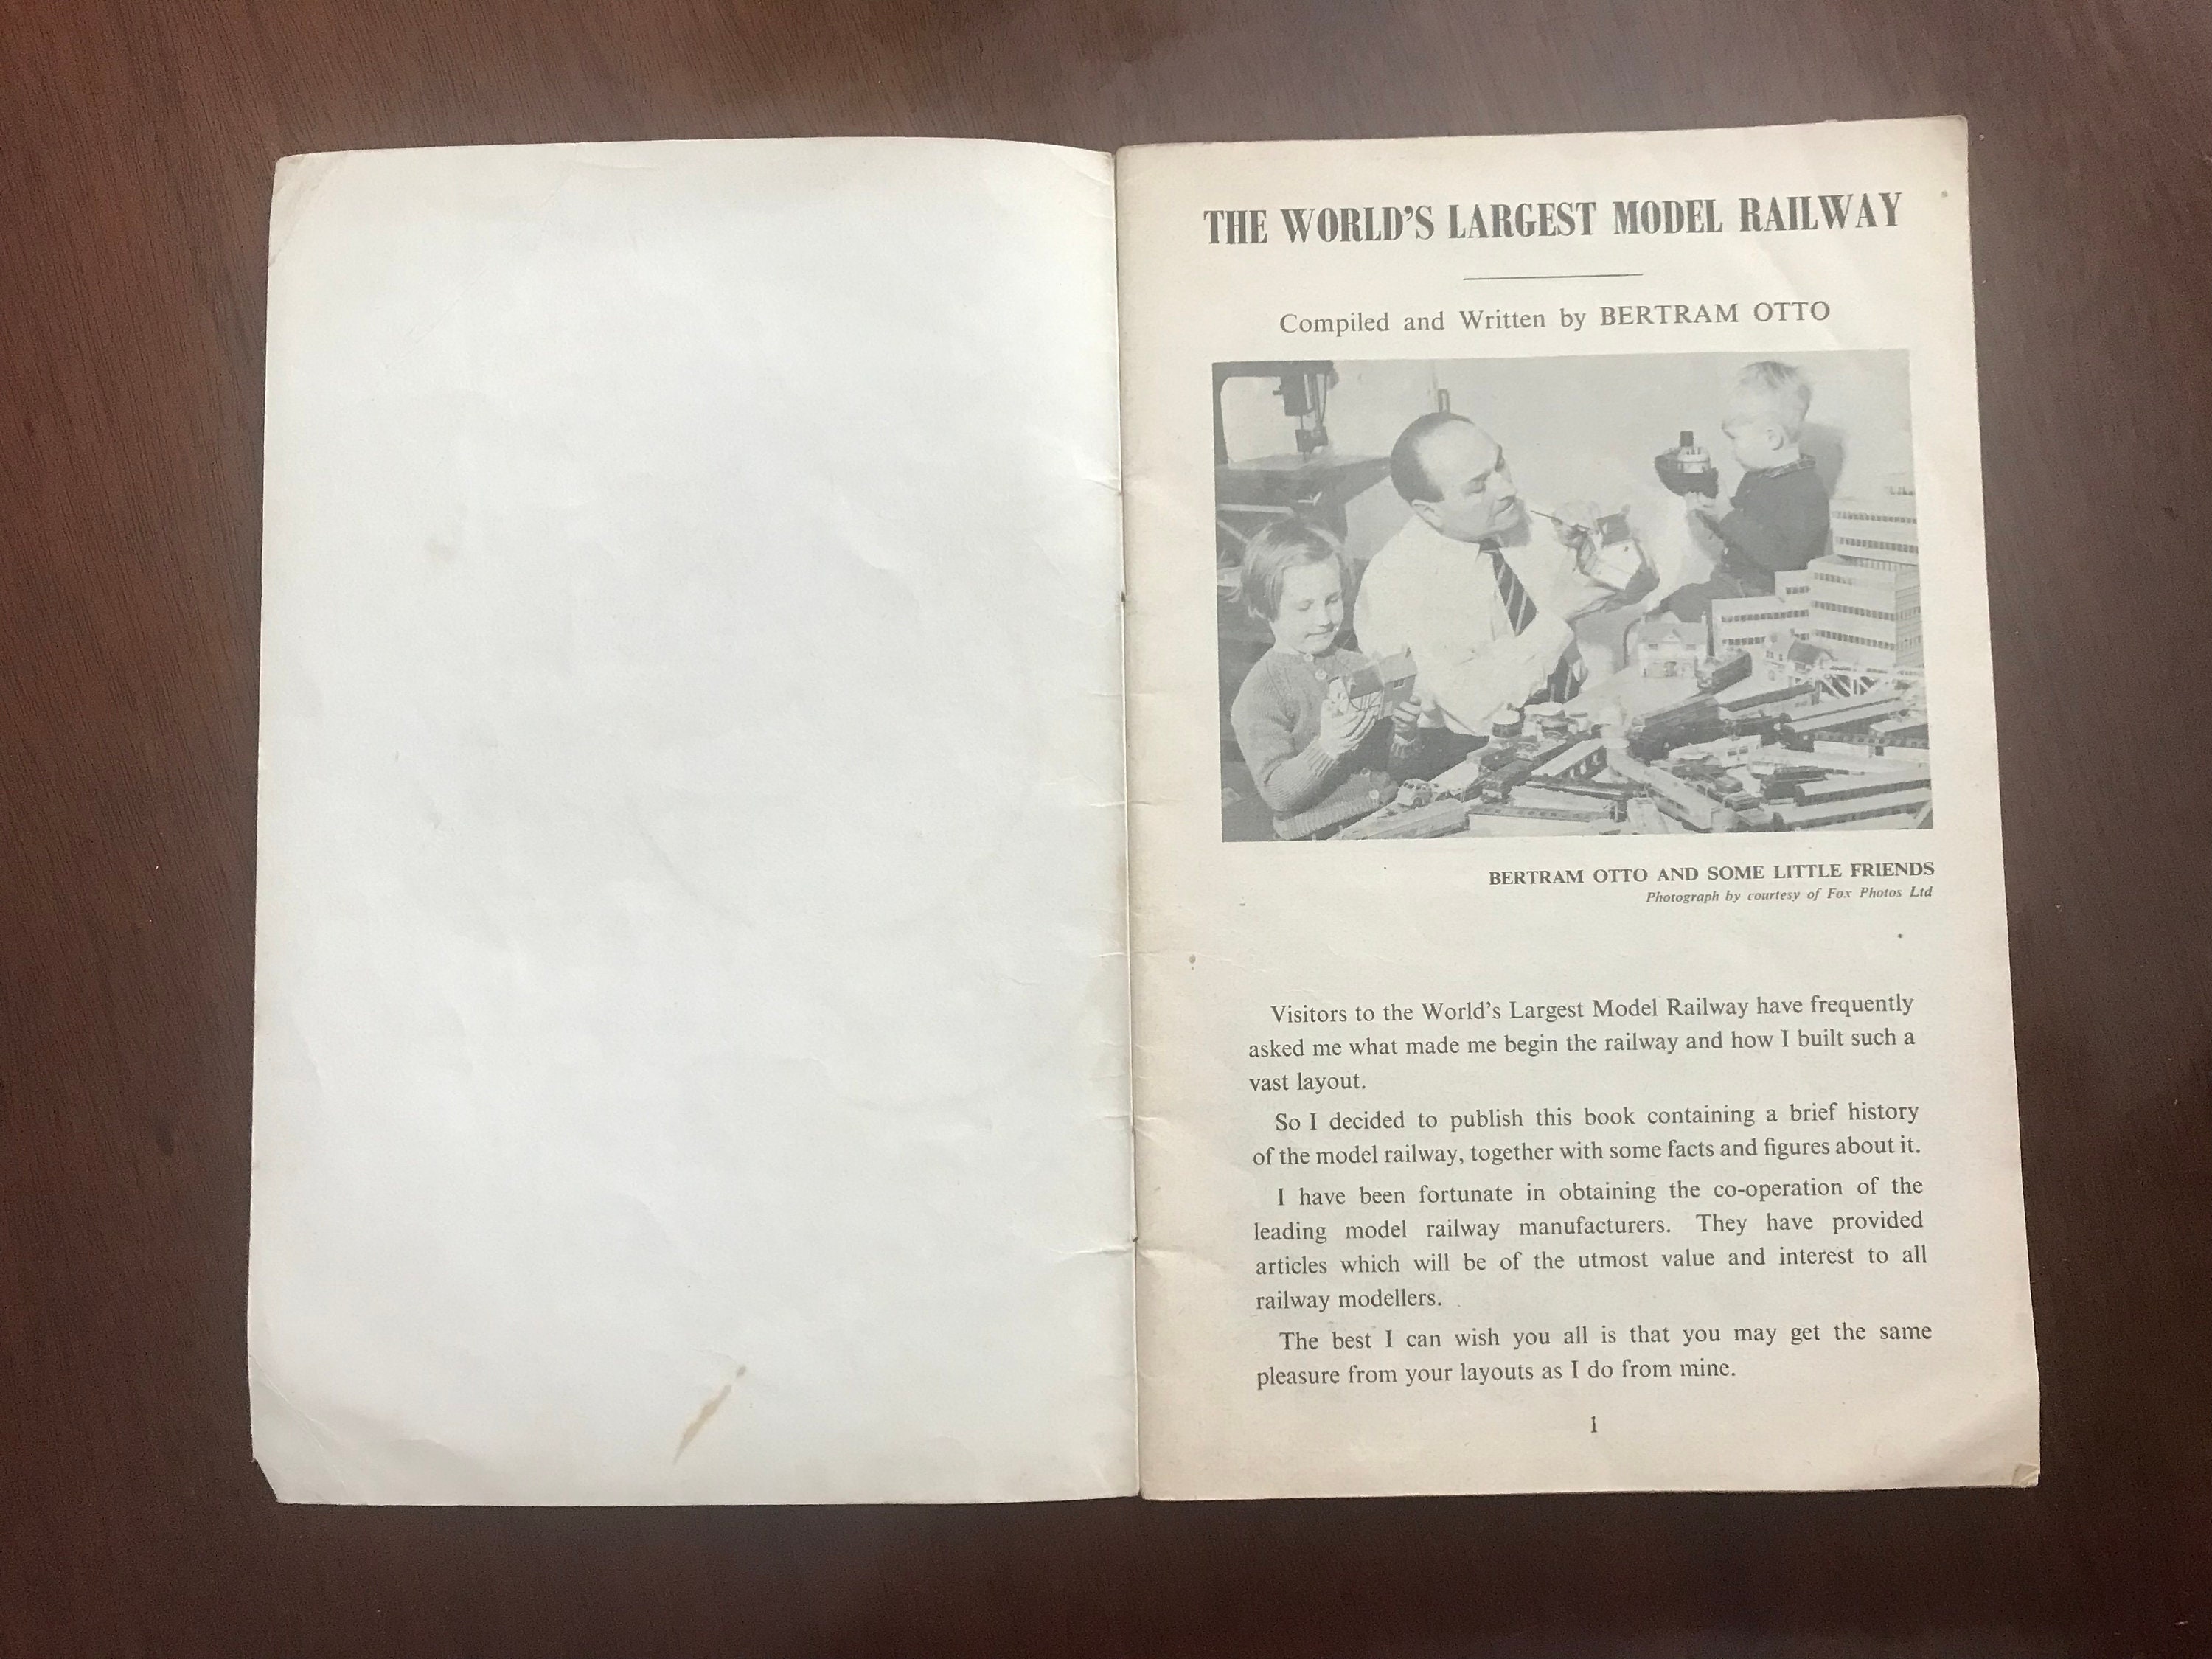 THE WORLD'S LARGEST MODEL RAILWAY
Compiled and Written by BERTRAM OTTO
BERTRAM OTTO AND SOME LITTLE FRIENDS
Photograph by courtesy of Fox Photos Ltd
Visitors to the World's Largest Model Railway have frequently
asked me what made me begin the railway and how I built such a
vast layout.
So I decided to publish this book containing a brief history
of the model railway, together with some facts and figures about it.
I have been fortunate in obtaining the co-operation of the
leading model railway manufacturers. They have provided
articles which will be of the utmost value and interest to all
railway modellers.
The best I can wish you all is that you may get the same
pleasure from your layouts as I do from mine.
1